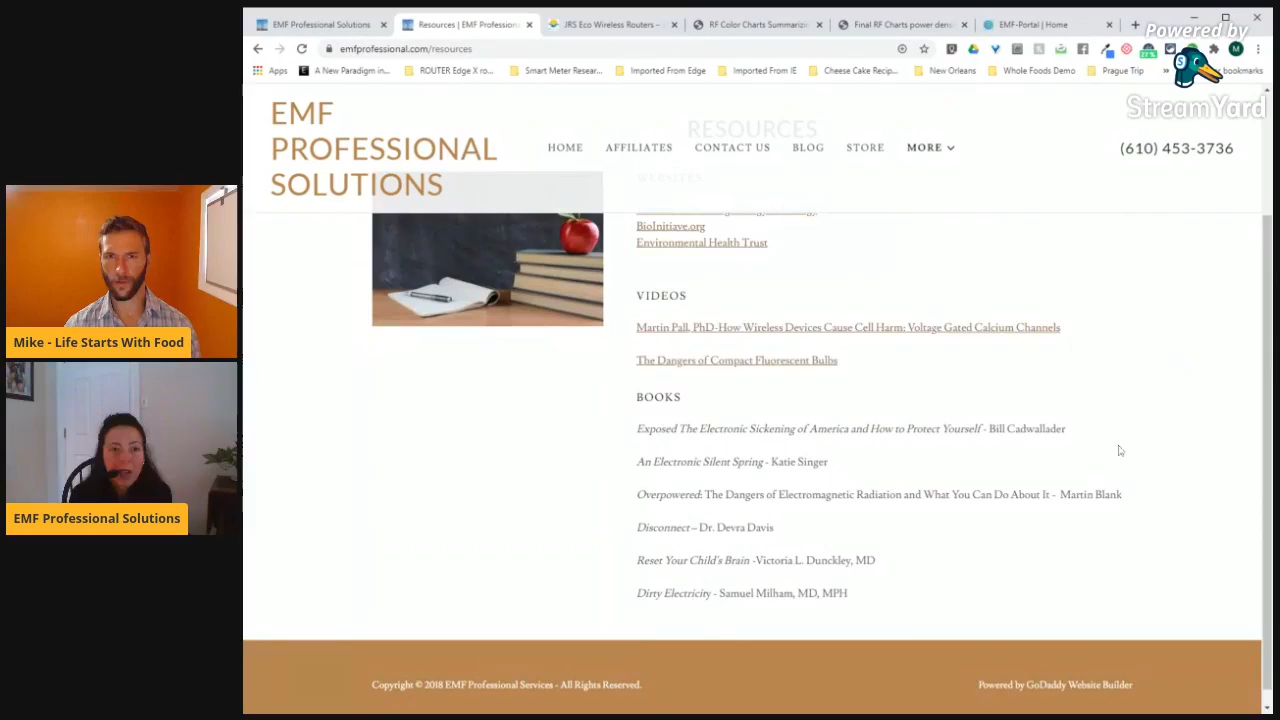 EMF Professional Solutions
Resources | EMF Profession
JRS Eco Wireless Routers –
RF Color Charts Summarizi
Final RF Charts power den
EMF-Portal | Home
emfprofessional.com/resources
Apps
A New Paradigm in...
ROUTER Edge X ro...
Smart Meter Resear...
Imported From Edge
Imported From IE
Cheese Cake Recip...
New Orleans
Whole Foods Demo
Prague Trip
bookmarks
Powered by
StreamYard
EMF
PROFESSIONAL
SOLUTIONS
RESOURCES
HOME
AFFILIATES
CONTACT US
BLOG
STORE
MORE
(610) 453-3736
WEBSITES
BioInitiave.org
Environmental Health Trust
VIDEOS
Martin Pall, PhD-How Wireless Devices Cause Cell Harm: Voltage Gated Calcium Channels
The Dangers of Compact Fluorescent Bulbs
BOOKS
Exposed The Electronic Sickening of America and How to Protect Yourself - Bill Cadwallader
An Electronic Silent Spring - Katie Singer
Overpowered: The Dangers of Electromagnetic Radiation and What You Can Do About It - Martin Blank
Disconnect – Dr. Devra Davis
Reset Your Child's Brain -Victoria L. Dunckley, MD
Dirty Electricity - Samuel Milham, MD, MPH
Copyright © 2018 EMF Professional Services - All Rights Reserved.
Powered by GoDaddy Website Builder
Mike - Life Starts With Food
EMF Professional Solutions